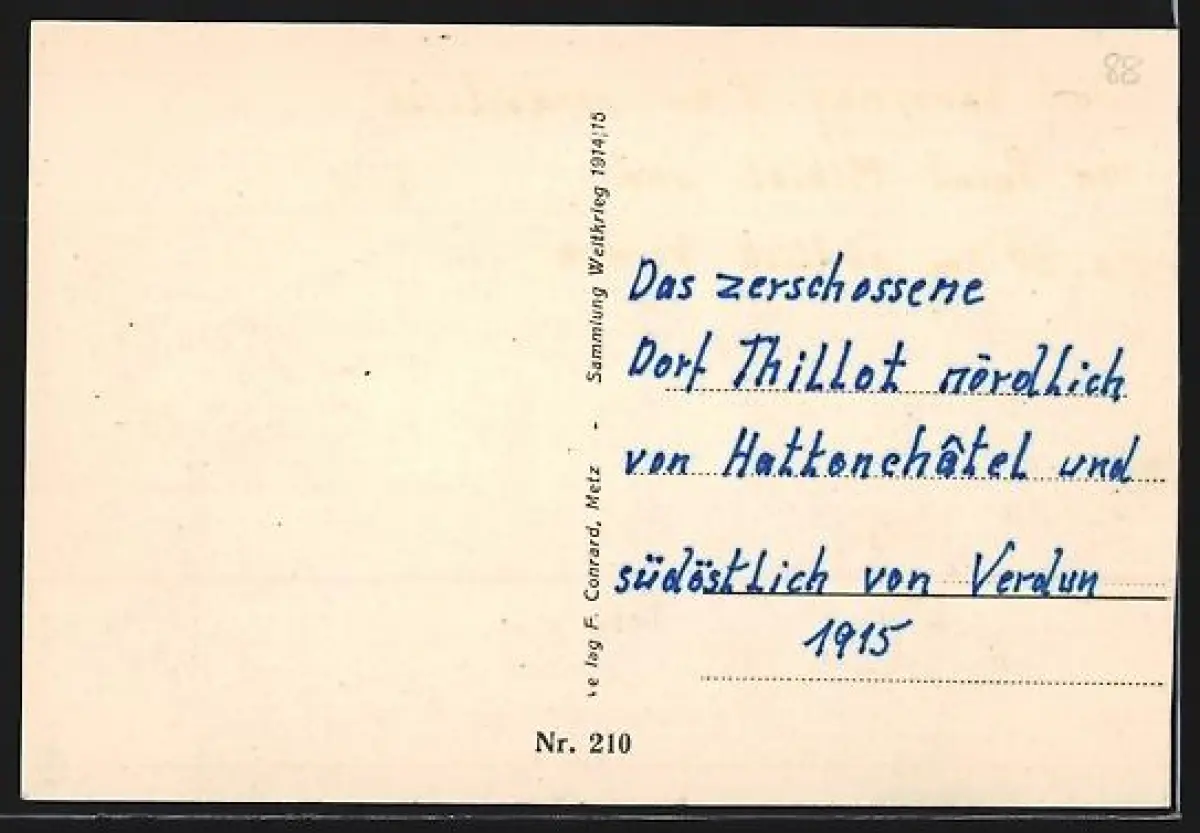 88
Sammlung Weltkrieg 1914/15
-
e lag F. Conrard, Metz
Das zerschossene
Dorf Thillot nördlich
von Hattonchâtel und
südöstlich von Verdun
1915
Nr. 210